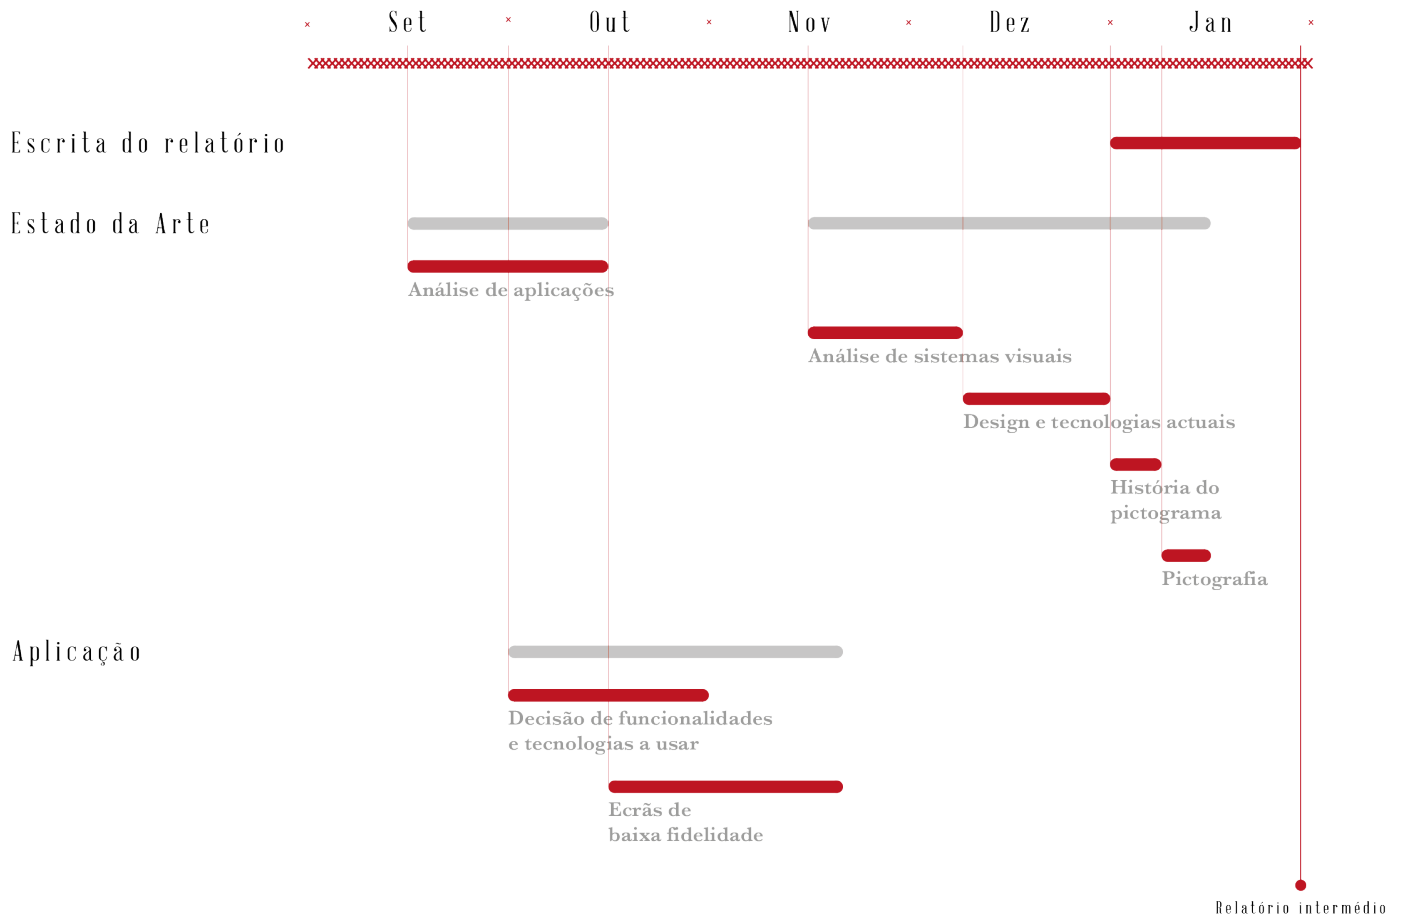 Set Out Nov Dez Jan
Escrita do relatório
Estado da Arte
Análise de aplicações
Análise de sistemas visuais
Design e tecnologias actuais
História do
pictograma
Pictografia
Aplicação
Decisão de funcionalidades
e tecnologias a usar
Ecrãs de
baixa fidelidade
Relatório intermédio